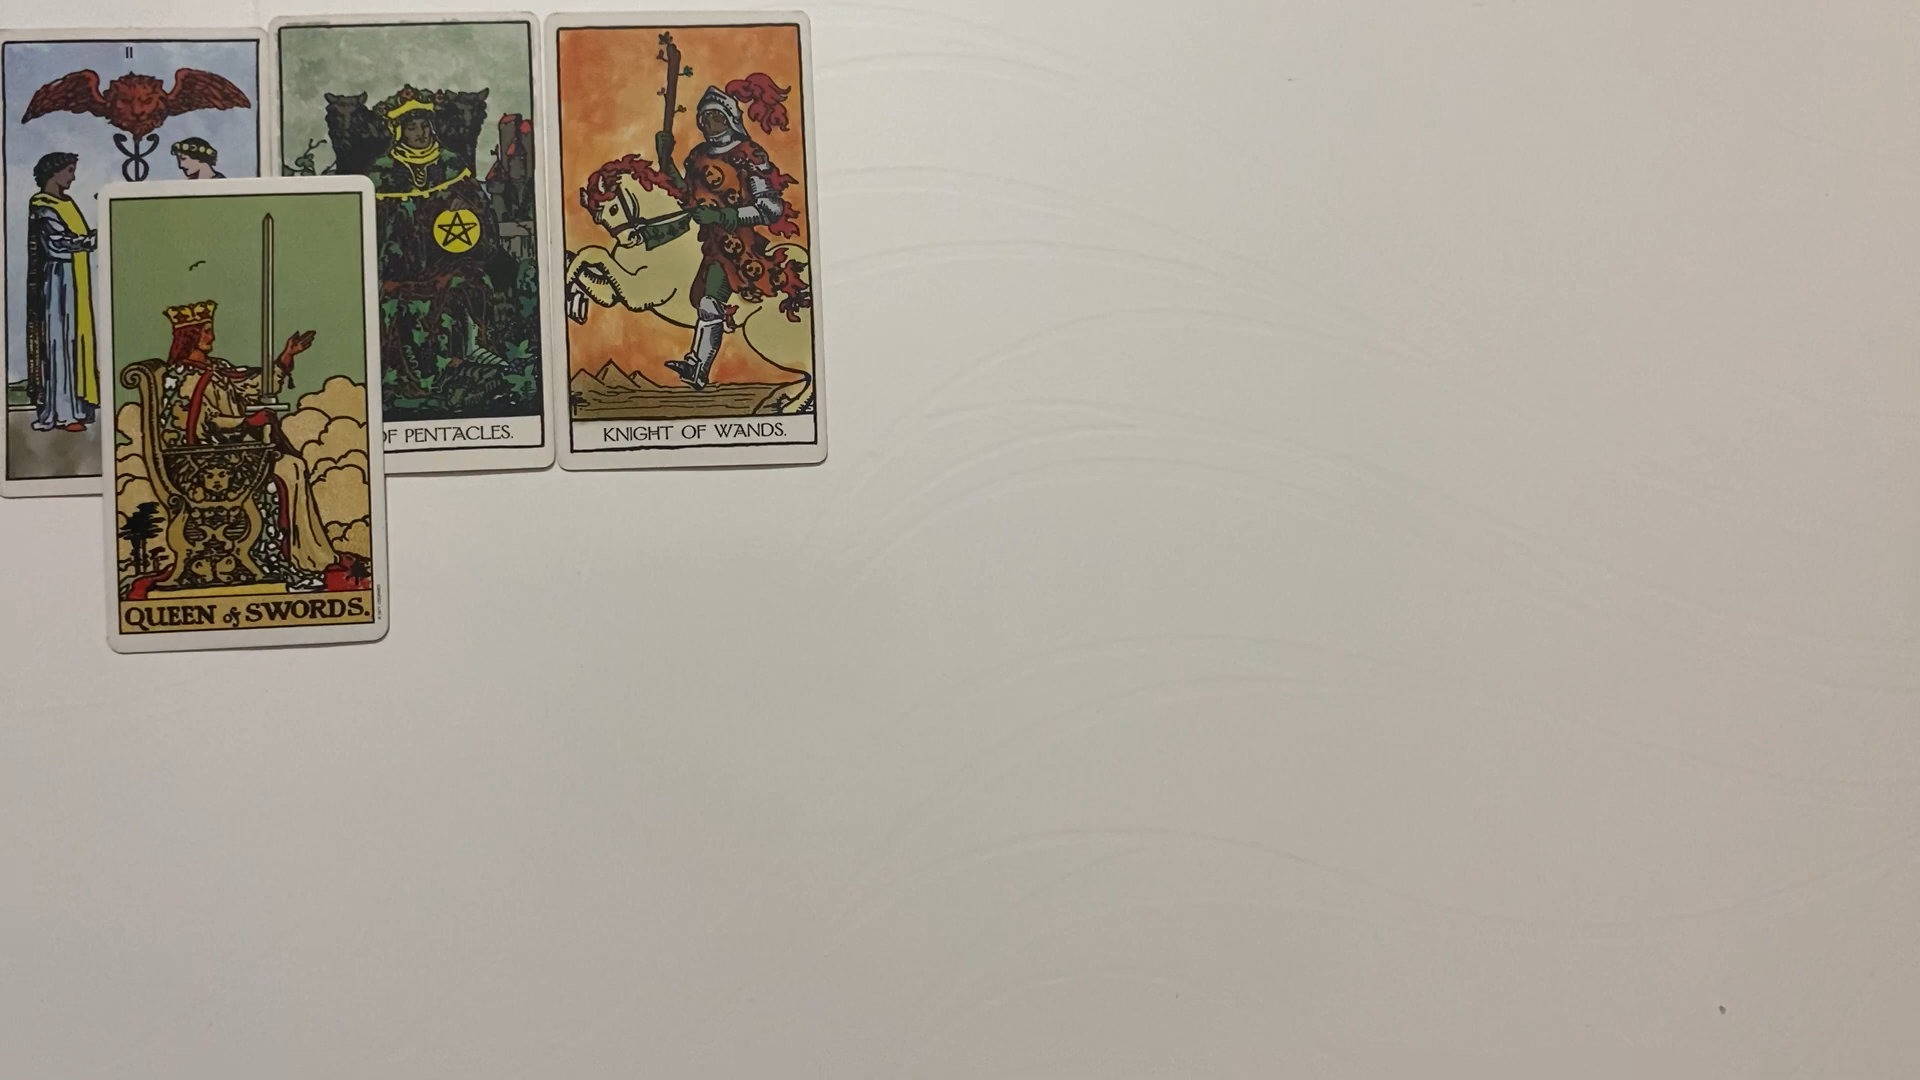 II
OF PENTACLES.
KNIGHT OF WANDS.
QUEEN of SWORDS.